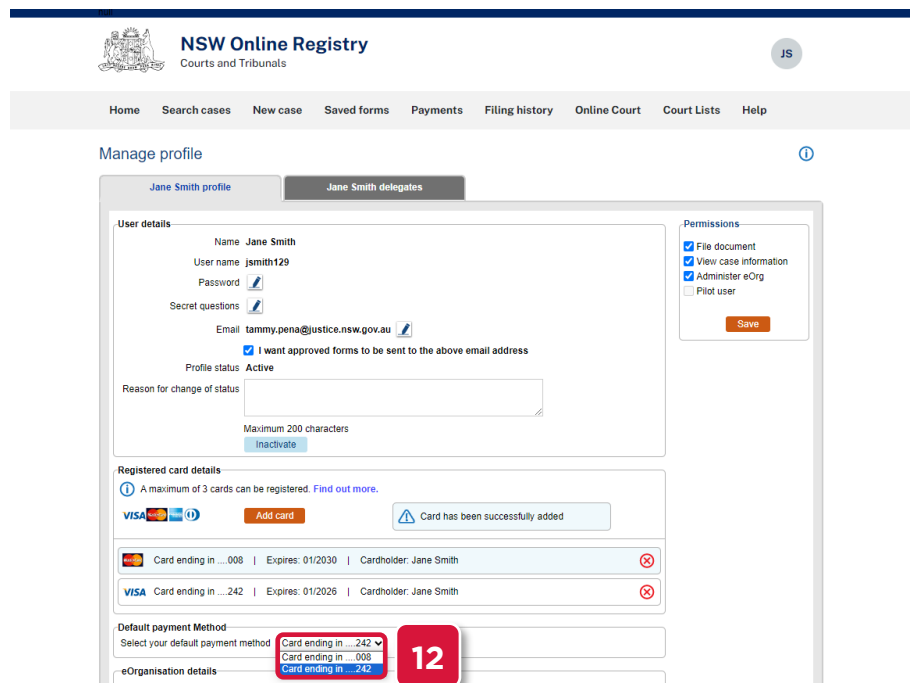 NSW Online Registry
Courts and Tribunals
JS
Home Search cases New case Saved forms Payments Filing history Online Court Court Lists Help
Manage profile
Jane Smith profile Jane Smith delegates
User details
Name Jane Smith
User name jsmith129
Password
Secret questions
Email tammy.pena@justice.nsw.gov.au
I want approved forms to be sent to the above email address
Profile status Active
Reason for change of status
Maximum 200 characters
Inactivate
Permissions
File document
View case information
Administer eOrg
Pilot user
Save
Registered card details
A maximum of 3 cards can be registered. Find out more.
VISA Add card Card has been successfully added
Card ending in ....008 | Expires: 01/2030 | Cardholder: Jane Smith
VISA Card ending in ....242 | Expires: 01/2026 | Cardholder: Jane Smith
Default payment Method
Select your default payment method Card ending in ....242
Card ending in ....008
Card ending in ....242
12
eOrganisation details